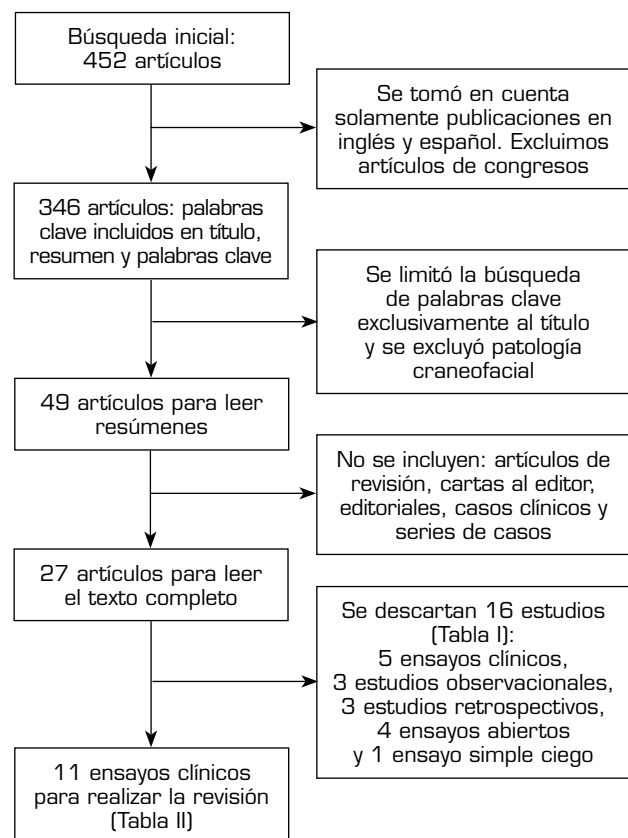 Búsqueda inicial:
452 artículos
Se tomó en cuenta
solamente publicaciones en
inglés y español. Excluimos
artículos de congresos
346 artículos: palabras
clave incluidos en título,
resumen y palabras clave
Se limitó la búsqueda
de palabras clave
exclusivamente al título
y se excluyó patología
craneofacial
49 artículos para leer
resúmenes
No se incluyen: artículos de
revisión, cartas al editor,
editoriales, casos clínicos y
series de casos
27 artículos para leer
el texto completo
Se descartan 16 estudios
(Tabla I):
5 ensayos clínicos,
3 estudios observacionales,
3 estudios retrospectivos,
4 ensayos abiertos
y 1 ensayo simple ciego
11 ensayos clínicos
para realizar la revisión
(Tabla II)